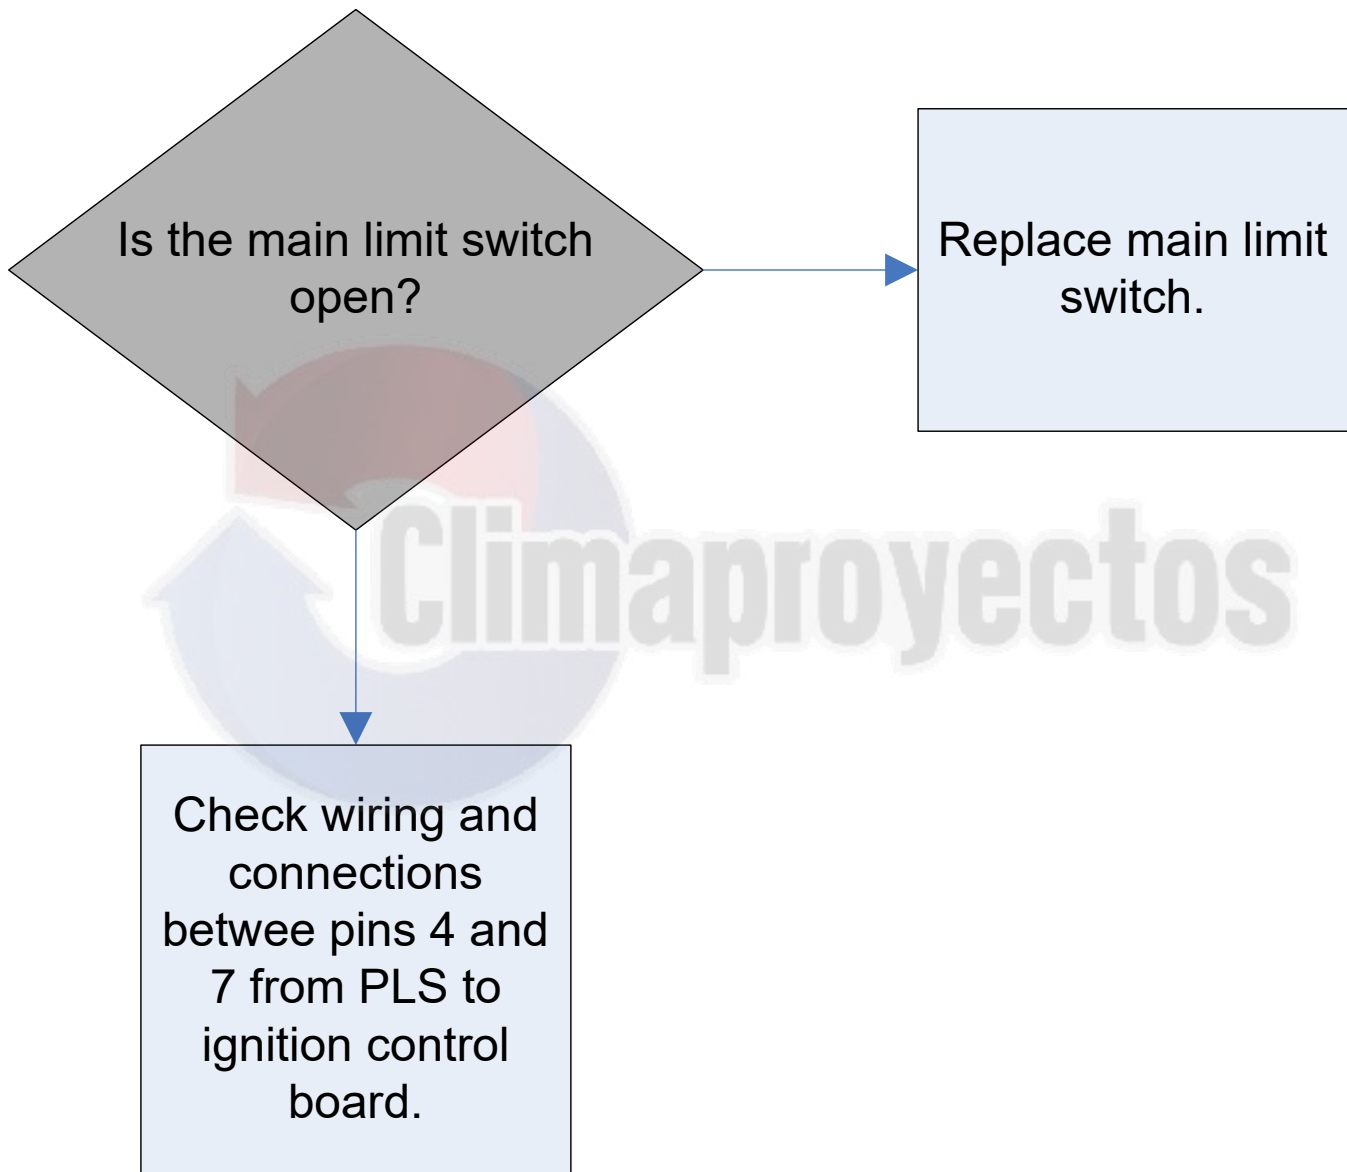 Is the main limit switch
open?
Replace main limit
switch.
Climaproyectos
Check wiring and
connections
betwee pins 4 and
7 from PLS to
ignition control
board.